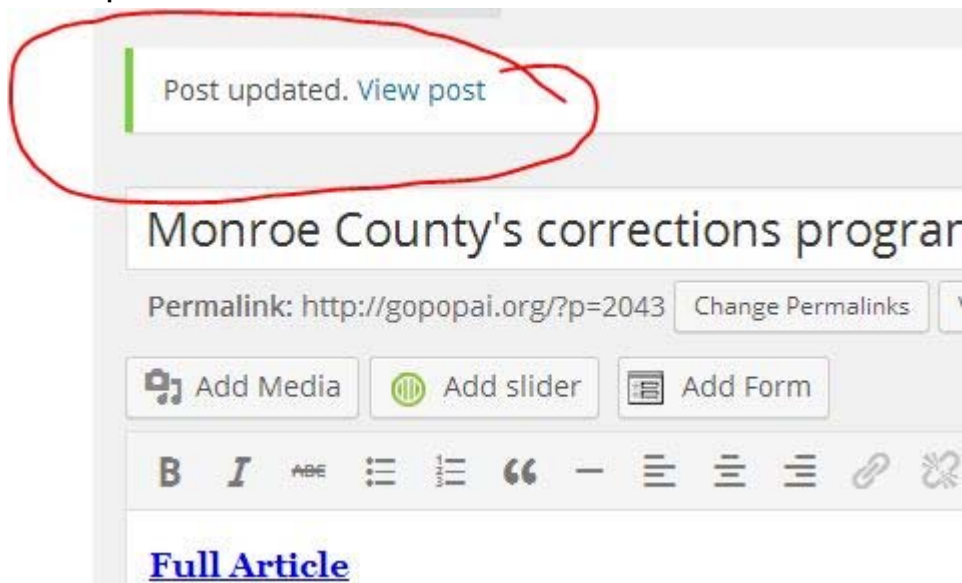 Post updated. View post
Monroe County's corrections
Permalink: http://gopopai.org/?p=2043 Change Permalinks
Add Media Add slider Add Form
B I ABC
Full Article